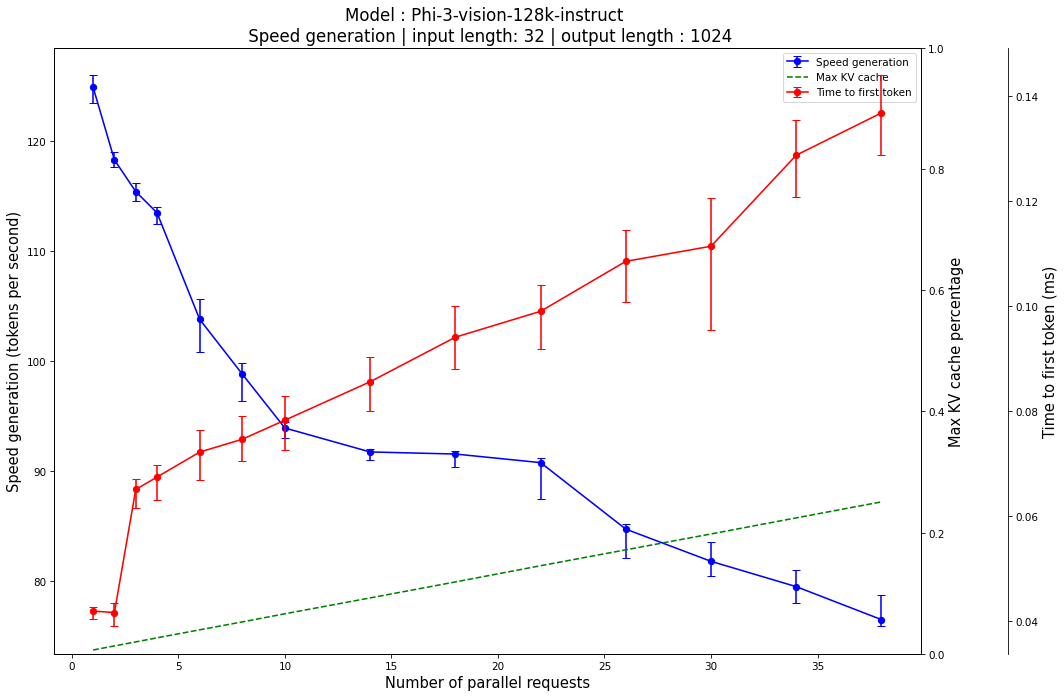 Model : Phi-3-vision-128k-instruct
Speed generation | input length: 32 | output length : 1024
Speed generation
Max KV cache
Time to first token
Speed generation (tokens per second)
120
110
100
90
80
1.0
0.8
0.6
0.4
0.2
0.0
Max KV cache percentage
0.14
0.12
0.10
0.08
0.06
0.04
Time to first token (ms)
0
5
10
15
20
25
30
35
Number of parallel requests